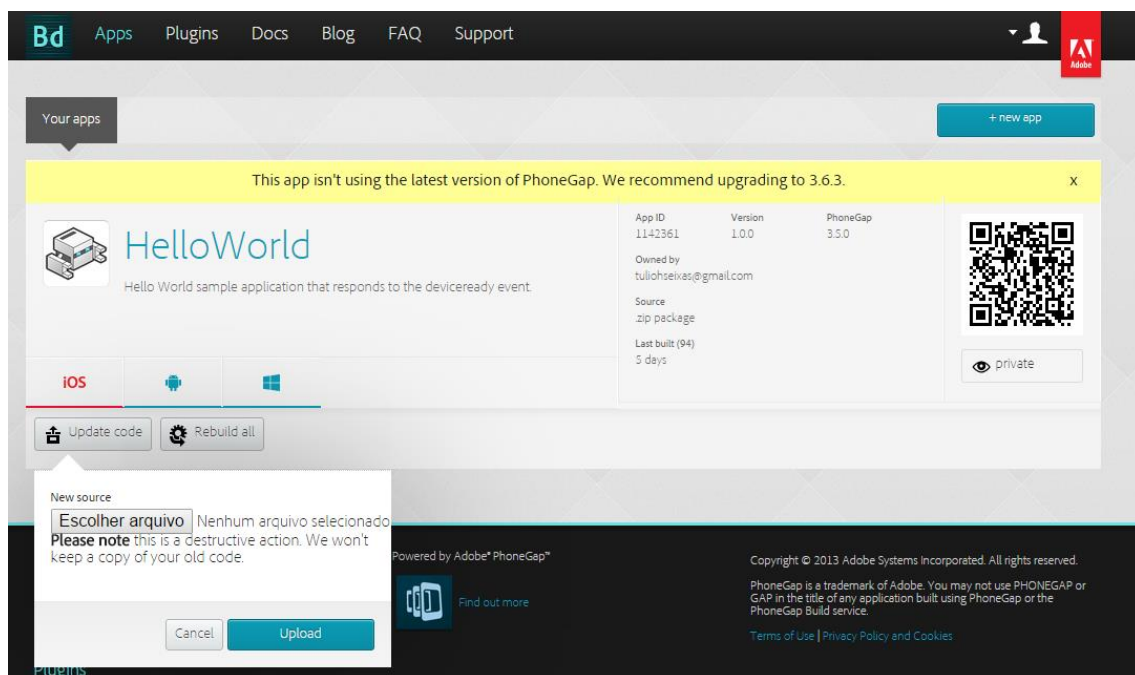 Bd Apps Plugins Docs Blog FAQ Support
Adobe
Your apps
+ new app
This app isn't using the latest version of PhoneGap. We recommend upgrading to 3.6.3. x
HelloWorld
Hello World sample application that responds to the deviceready event.
App ID Version PhoneGap
1142361 1.0.0 3.5.0
Owned by
tuliohseixas@gmail.com
Source
.zip package
Last built (94)
5 days
private
iOS
Update code Rebuild all
New source
Escolher arquivo Nenhum arquivo selecionado
Please note this is a destructive action. We won't
keep a copy of your old code.
Cancel Upload
Plugins
Powered by Adobe® PhoneGap™
Find out more
Copyright © 2013 Adobe Systems Incorporated. All rights reserved.
PhoneGap is a trademark of Adobe. You may not use PHONEGAP or
GAP in the title of any application built using PhoneGap or the
PhoneGap Build service.
Terms of Use | Privacy Policy and Cookies